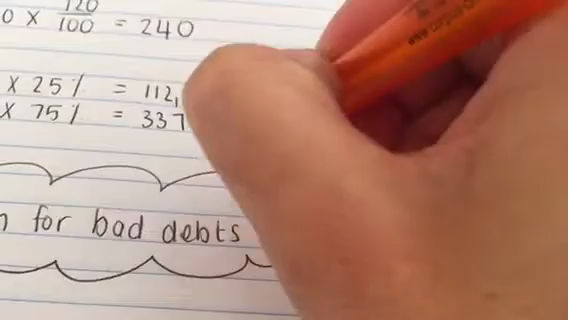 0 x 120/100 = 240
x 25% = 112,
x 75% = 337
for bad debts